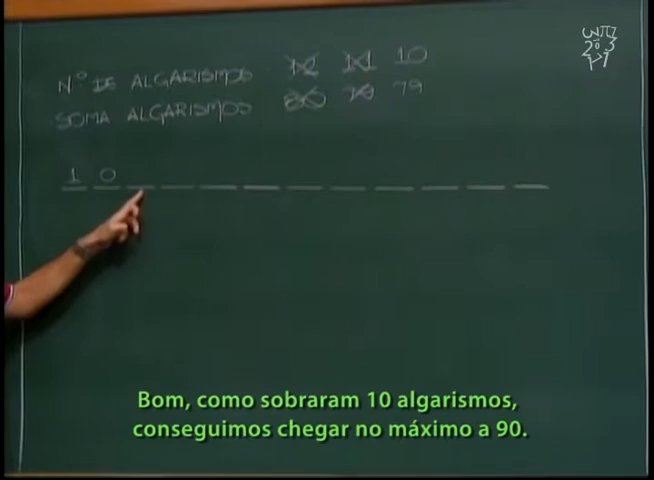 Nº DE ALGARISMOS 12 11 10
SOMA ALGARISMOS 80 79 79
1 0
Bom, como sobraram 10 algarismos,
conseguimos chegar no máximo a 90.